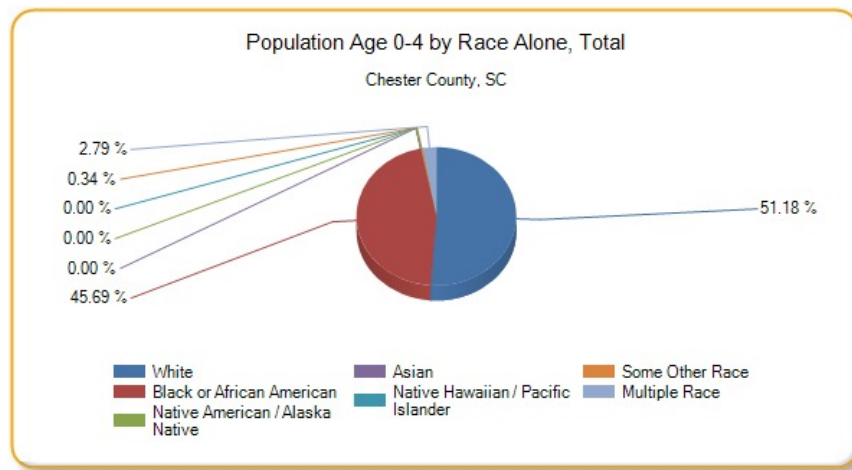 Population Age 0-4 by Race Alone, Total
Chester County, SC
2.79 %
0.34 %
0.00 %
0.00 %
0.00 %
45.69 %
51.18 %
White
Black or African American
Native American / Alaska
Native
Asian
Native Hawaiian / Pacific
Islander
Some Other Race
Multiple Race